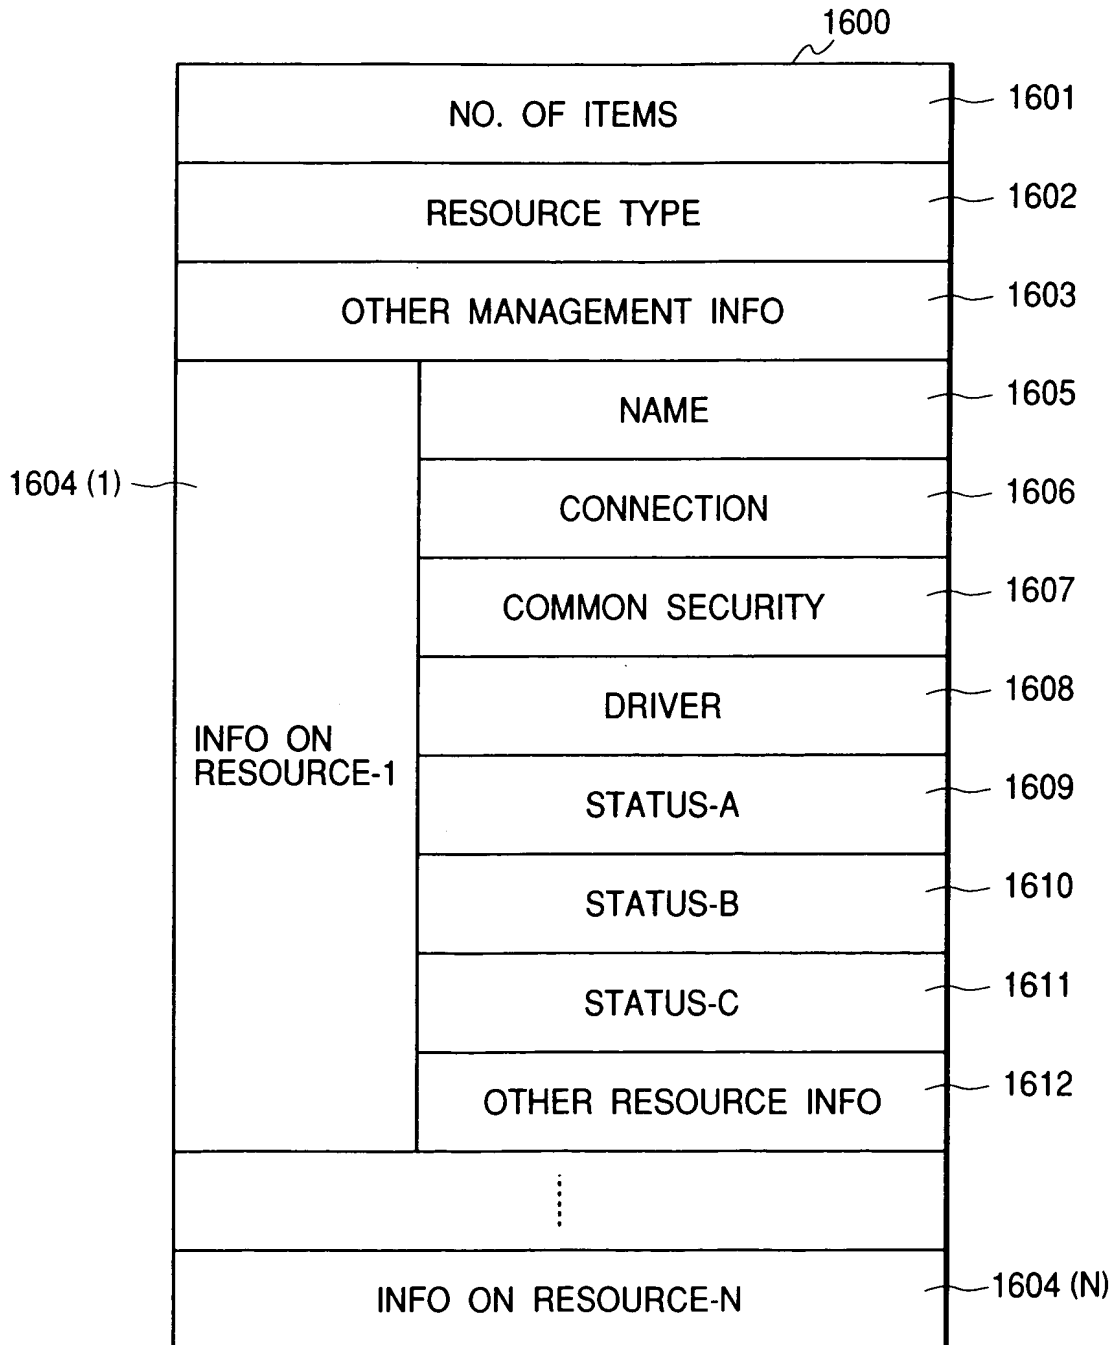 1600
NO. OF ITEMS
1601
RESOURCE TYPE
1602
OTHER MANAGEMENT INFO
1603
NAME
1605
1604 (1)
CONNECTION
1606
COMMON SECURITY
1607
DRIVER
1608
INFO ON
RESOURCE-1
STATUS-A
1609
STATUS-B
1610
STATUS-C
1611
OTHER RESOURCE INFO
1612
INFO ON RESOURCE-N
1604 (N)